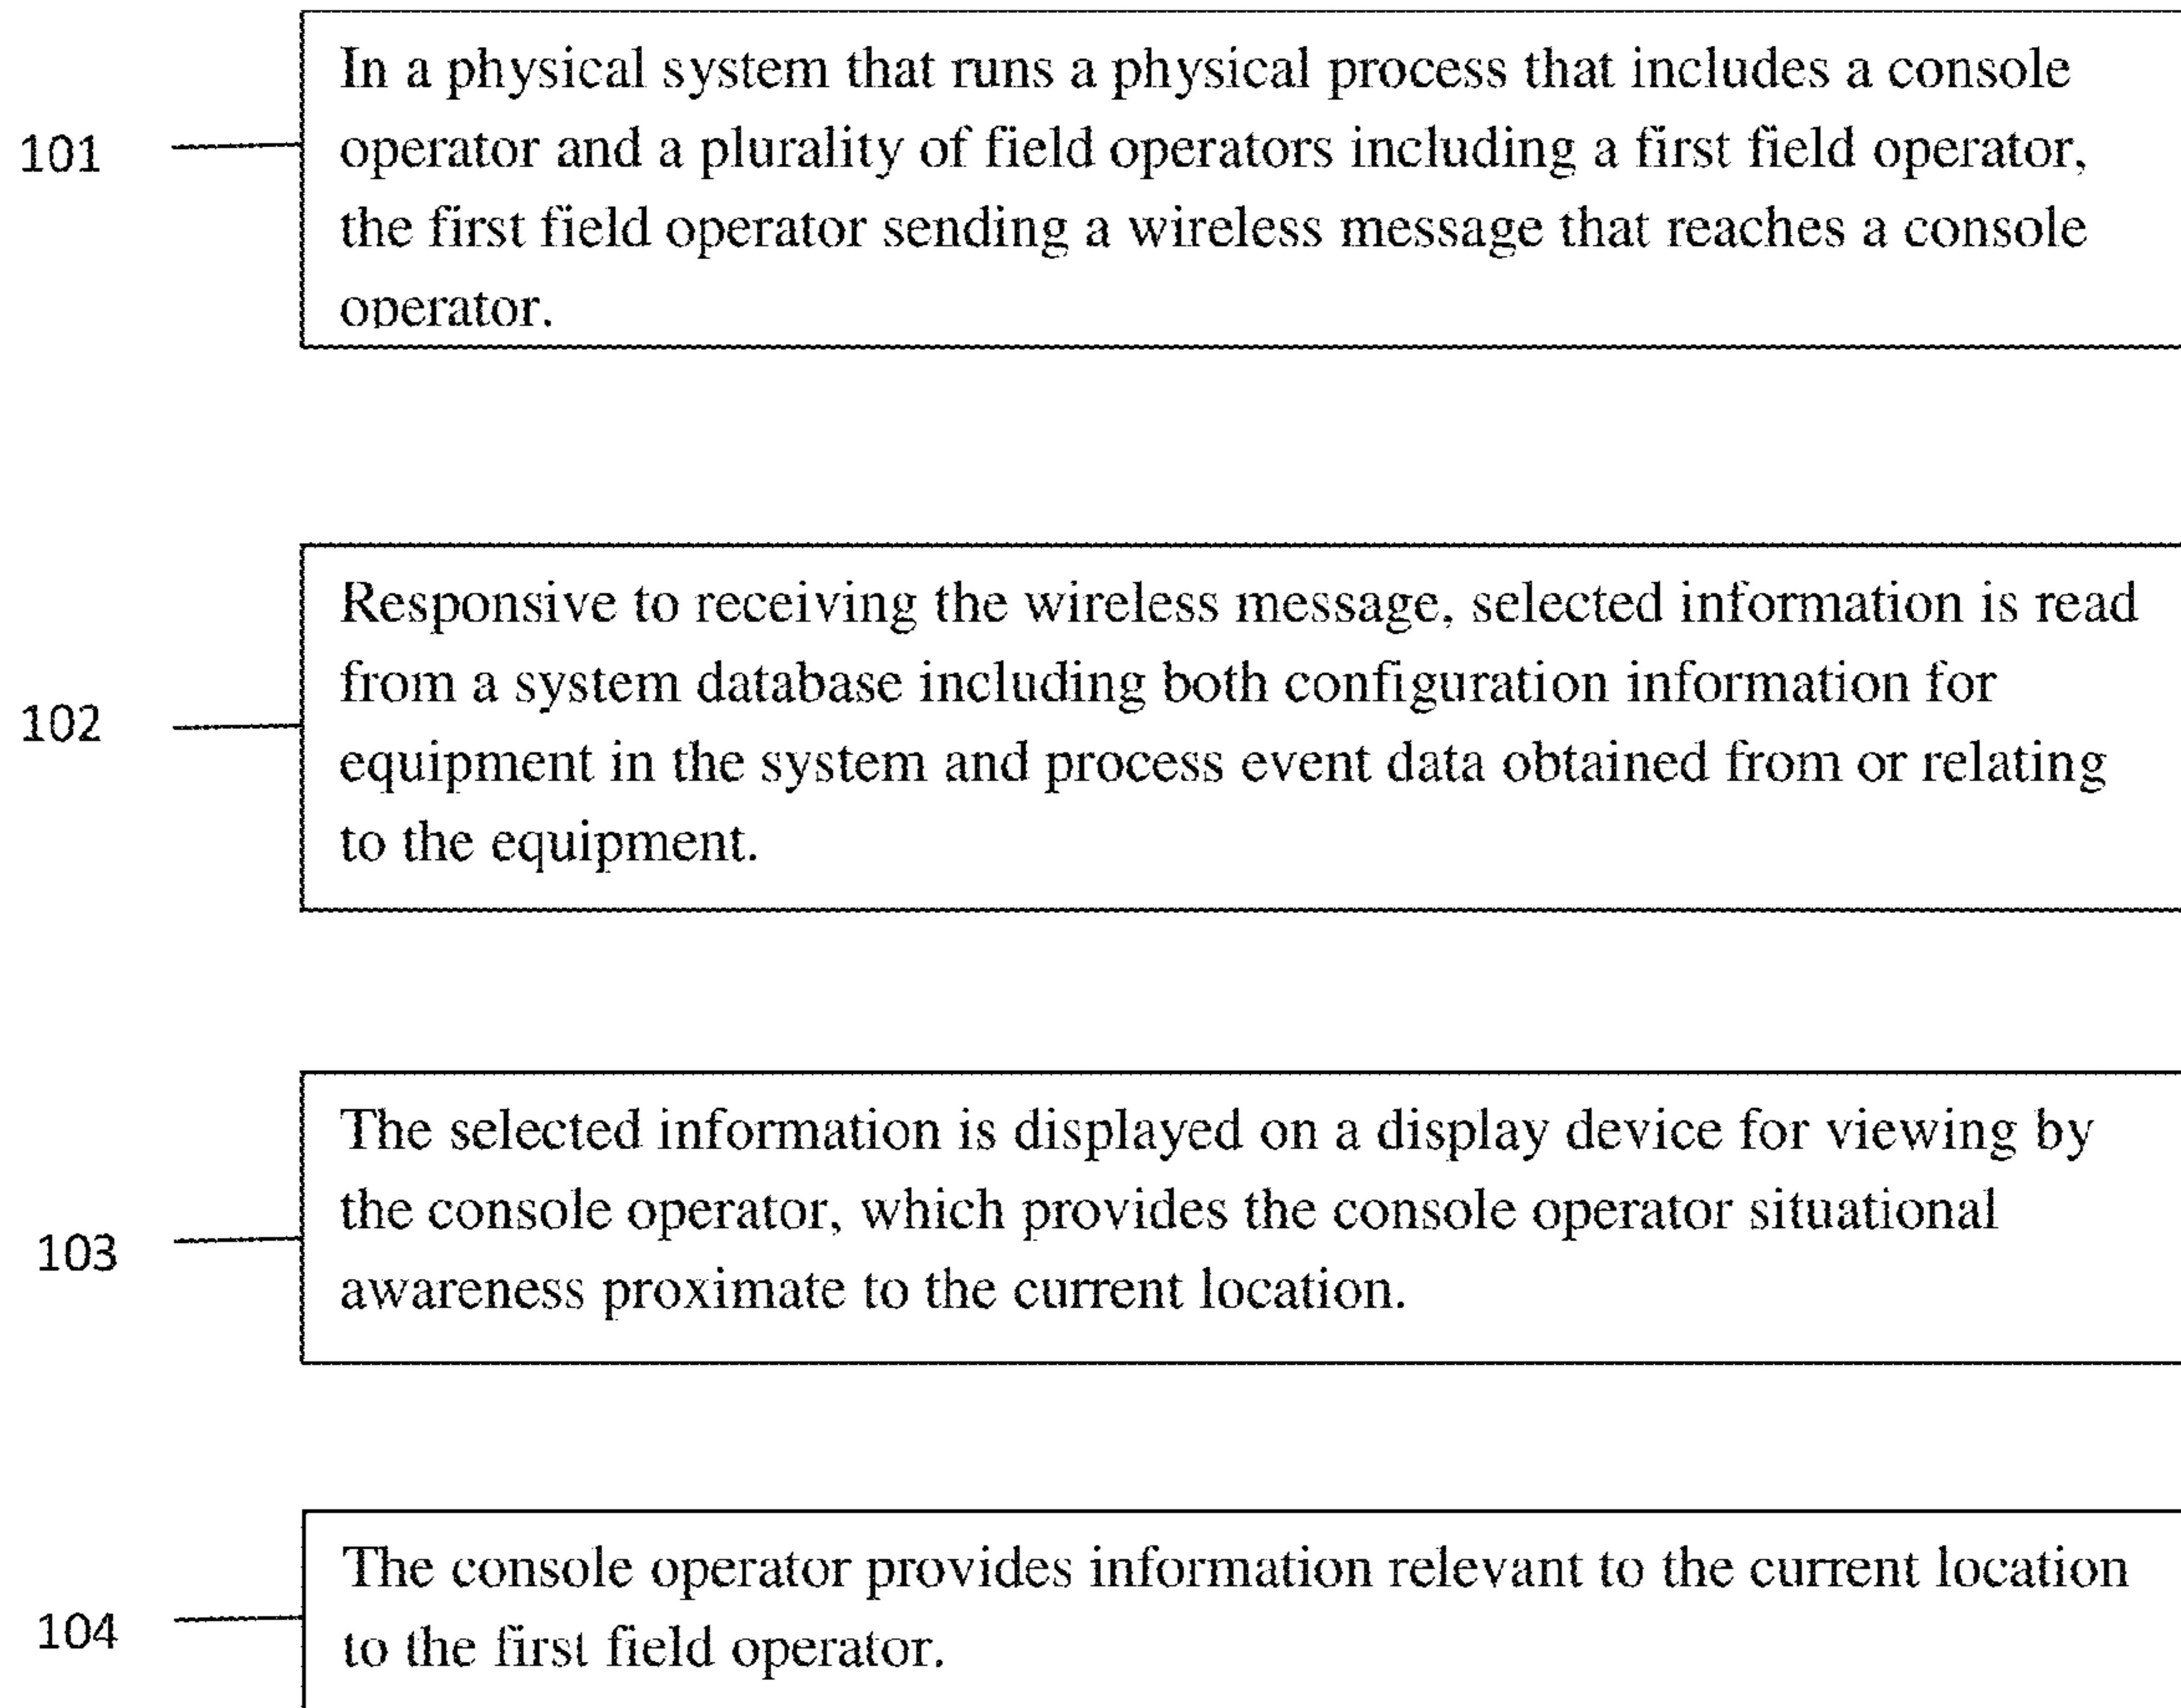 In a physical system that runs a physical process that includes a console
101
operator and a plurality of field operators including a first field operator,
the first field operator sending a wireless message that reaches a console
operator.
Responsive to receiving the wireless message, selected information is read
from a system database including both configuration information for
102
equipment in the system and process event data obtained from or relating
to the equipment.
The selected information is displayed on a display device for viewing by
the console operator, which provides the console operator situational
103
awareness proximate to the current location.
The console operator provides information relevant to the current location
104
to the first field operator.